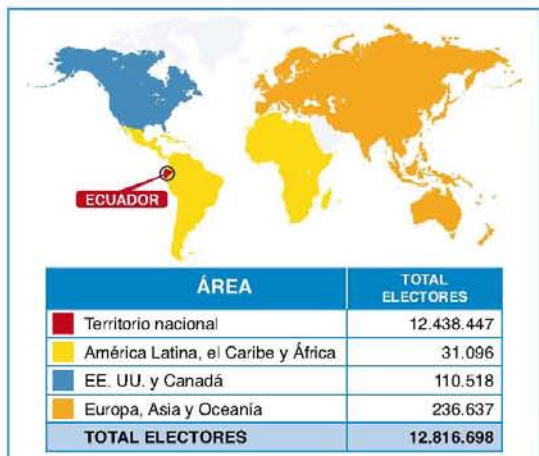 ECUADOR
ÁREA TOTAL ELECTORES
Territorio nacional 12.438.447
América Latina, el Caribe y África 31.096
EE. UU. y Canadá 110.518
Europa, Asia y Oceanía 236.637
TOTAL ELECTORES 12.816.698